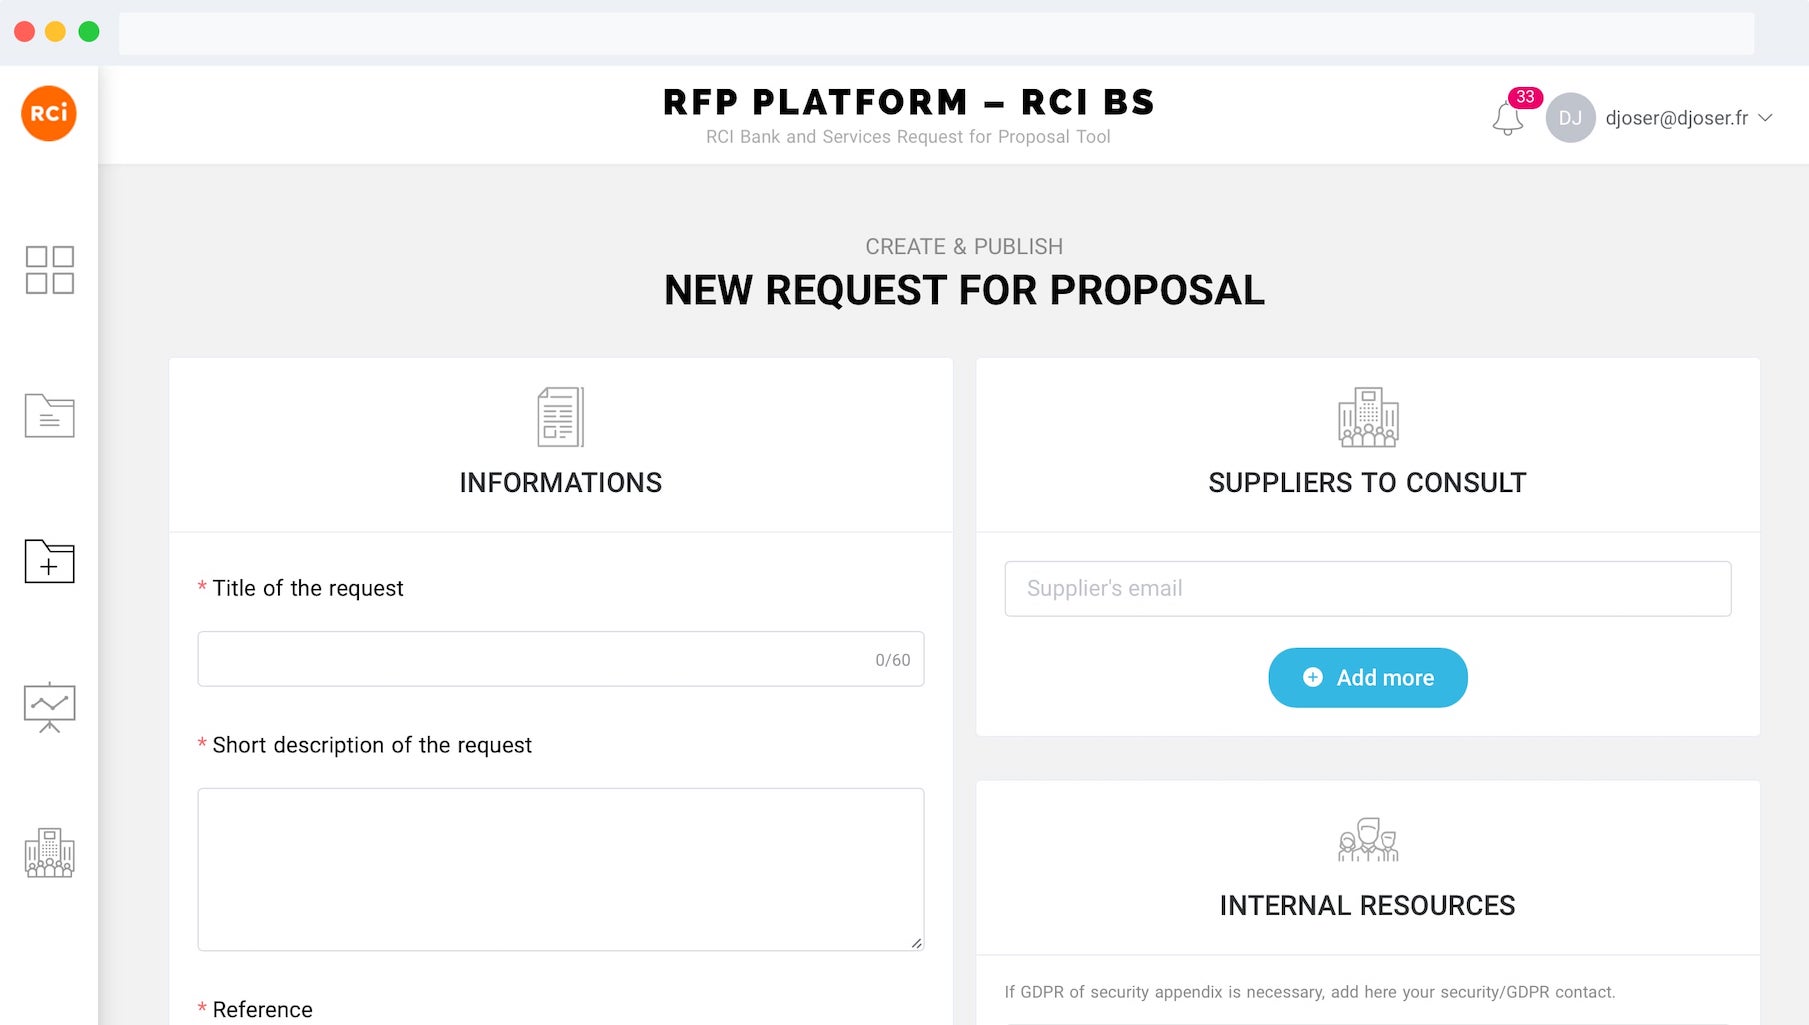 RCi
RFP PLATFORM – RCI BS
RCI Bank and Services Request for Proposal Tool
33
DJ
djoser@djoser.fr
CREATE & PUBLISH
NEW REQUEST FOR PROPOSAL
INFORMATIONS
* Title of the request
0/60
* Short description of the request
* Reference
SUPPLIERS TO CONSULT
Supplier's email
Add more
INTERNAL RESOURCES
If GDPR of security appendix is necessary, add here your security/GDPR contact.